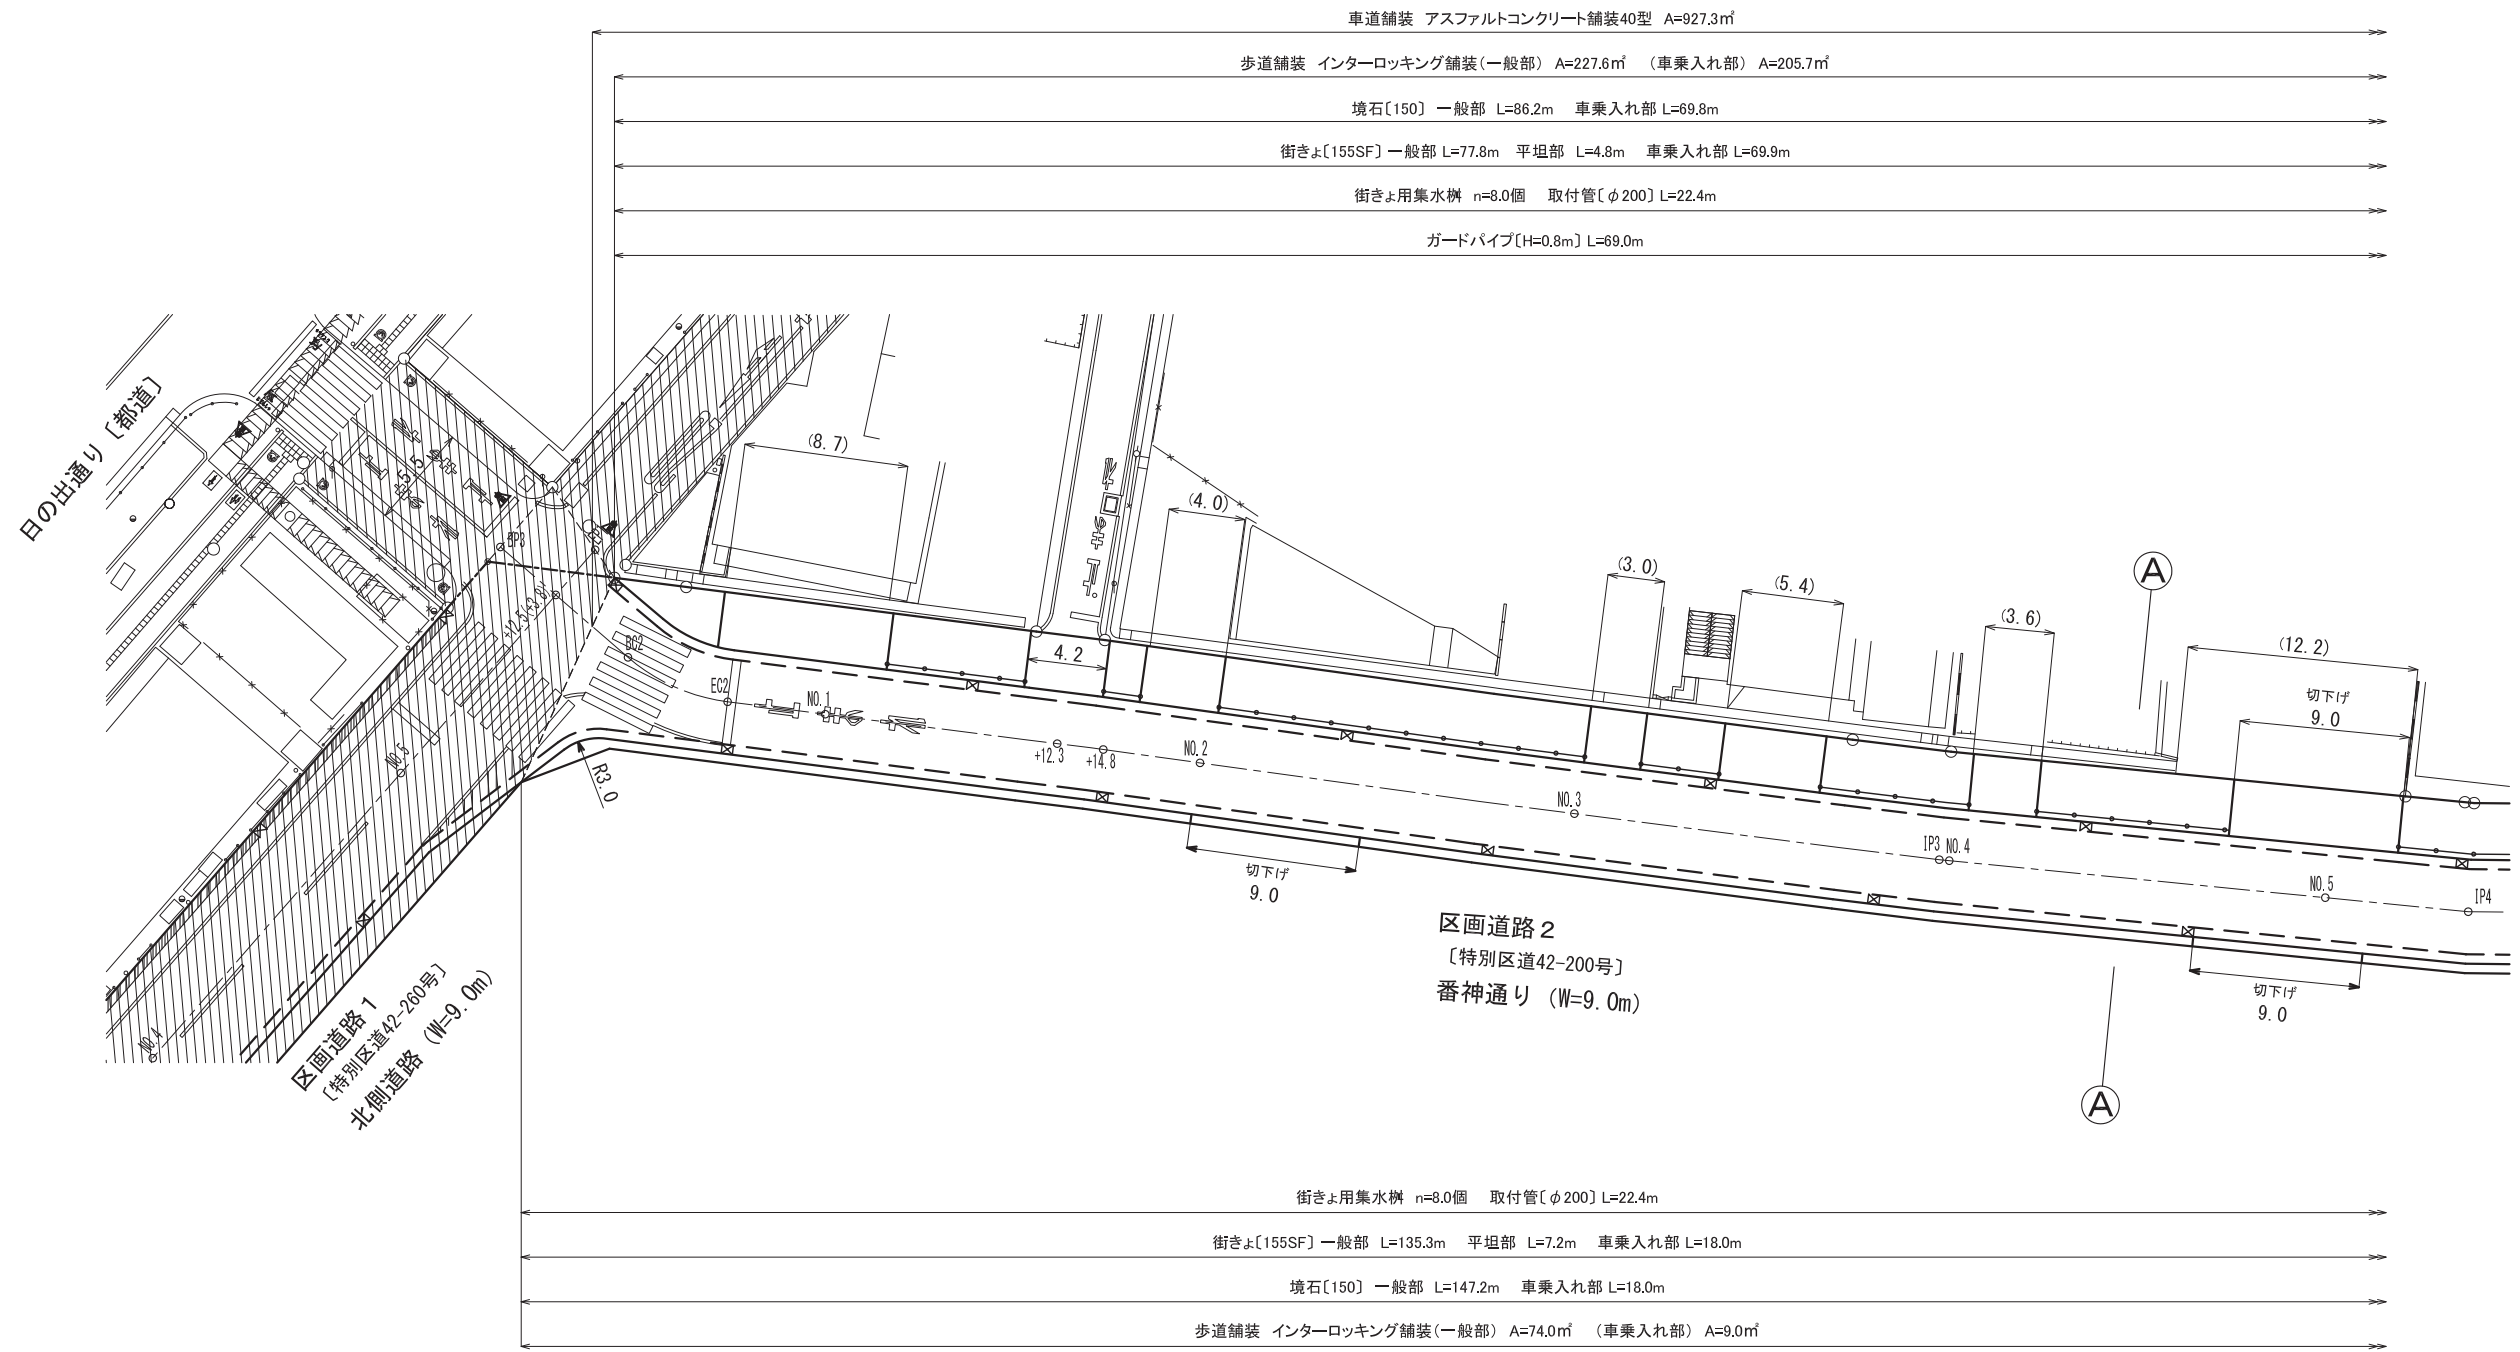 車道舗装 アスファルトコンクリート舗装40型 A=927.3㎡
歩道舗装 インターロッキング舗装(一般部) A=227.6㎡ (車乗入れ部) A=205.7㎡
境石〔150〕 一般部 L=86.2m 車乗入れ部 L=69.8m
街きょ〔155SF〕 一般部 L=77.8m 平坦部 L=4.8m 車乗入れ部 L=69.9m
街きょ用集水桝 n=8.0個 取付管〔φ200〕 L=22.4m
ガードパイプ〔H=0.8m〕 L=69.0m
日の出通り〔都道〕
5.5
BP3
+12.5(+3.8)
BC2
EC2
NO.1
(8.7)
4.2
(4.0)
(3.0)
(5.4)
(3.6)
(12.2)
切下げ
9.0
A
+12.3
+14.8
NO.2
NO.3
IP3 NO.4
NO.5
IP4
R3.0
NO.5
NO.4
切下げ
9.0
切下げ
9.0
区画道路1
〔特別区道42-260号〕
北側道路 (W=9.0m)
区画道路2
〔特別区道42-200号〕
番神通り (W=9.0m)
A
街きょ用集水桝 n=8.0個 取付管〔φ200〕 L=22.4m
街きょ〔155SF〕 一般部 L=135.3m 平坦部 L=7.2m 車乗入れ部 L=18.0m
境石〔150〕 一般部 L=147.2m 車乗入れ部 L=18.0m
歩道舗装 インターロッキング舗装(一般部) A=74.0㎡ (車乗入れ部) A=9.0㎡